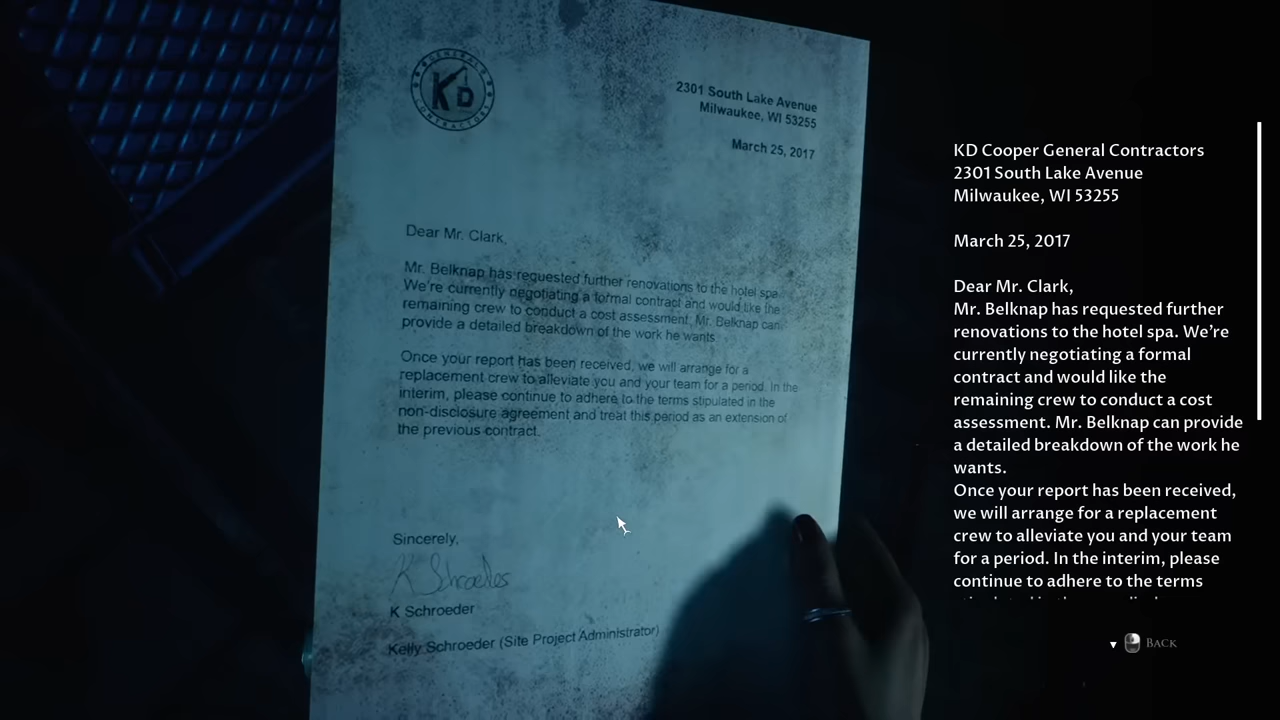 GENERAL
KD
CONTRACTORS
2301 South Lake Avenue
Milwaukee, WI 53255
March 25, 2017
Dear Mr. Clark,
Mr. Belknap has requested further renovations to the hotel spa.
We're currently negotiating a formal contract and would like the
remaining crew to conduct a cost assessment. Mr. Belknap can
provide a detailed breakdown of the work he wants.
Once your report has been received, we will arrange for a
replacement crew to alleviate you and your team for a period. In the
interim, please continue to adhere to the terms stipulated in the
non-disclosure agreement and treat this period as an extension of
the previous contract.
Sincerely,
K Schroeder
K Schroeder
Kelly Schroeder (Site Project Administrator)
KD Cooper General Contractors
2301 South Lake Avenue
Milwaukee, WI 53255
March 25, 2017
Dear Mr. Clark,
Mr. Belknap has requested further
renovations to the hotel spa. We're
currently negotiating a formal
contract and would like the
remaining crew to conduct a cost
assessment. Mr. Belknap can provide
a detailed breakdown of the work he
wants.
Once your report has been received,
we will arrange for a replacement
crew to alleviate you and your team
for a period. In the interim, please
continue to adhere to the terms
BACK